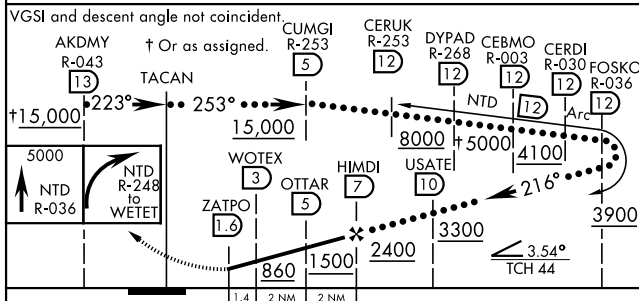 VGSI and descent angle not coincident.
† Or as assigned.
AKDMY
R-043
13
TACAN
CUMGI
R-253
5
CERUK
R-253
12
DYPAD
R-268
12
CEBMO
R-003
12
CERDI
R-030
12
FOSKO
R-036
12
†15,000
223°
253°
15,000
NTD
12
Arc
8000
†5000
4100
5000
NTD
R-036
NTD
R-248
to
WETET
ZATPO
1.6
WOTEX
3
OTTAR
5
HIMDI
7
USATE
10
216°
3900
3300
2400
1500
860
3.54°
TCH 44
1.4
2 NM
2 NM